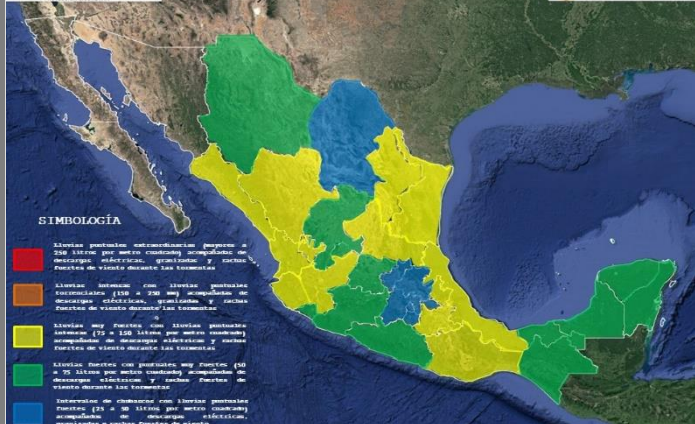 SIMBOLOGÍA
Lluvias puntuales extraordinarias (mayores a
250 litros por metro cuadrado) acompañadas de
descargas eléctricas, granizadas y rachas
fuertes de viento durante las tormentas
Lluvias intensas con lluvias puntuales
torrenciales (150 a 250 mm) acompañadas de
descargas eléctricas, granizadas y rachas
fuertes de viento durante las tormentas
Lluvias muy fuertes con lluvias puntuales
intensas (75 a 150 litros por metro cuadrado)
acompañadas de descargas eléctricas y rachas
fuertes de viento durante las tormentas
Lluvias fuertes con puntuales muy fuertes (50
a 75 litros por metro cuadrado) acompañadas de
descargas eléctricas y rachas fuertes de
viento durante las tormentas
Intervalos de chubascos con lluvias puntuales
fuertes (25 a 50 litros por metro cuadrado)
acompañados de descargas eléctricas,